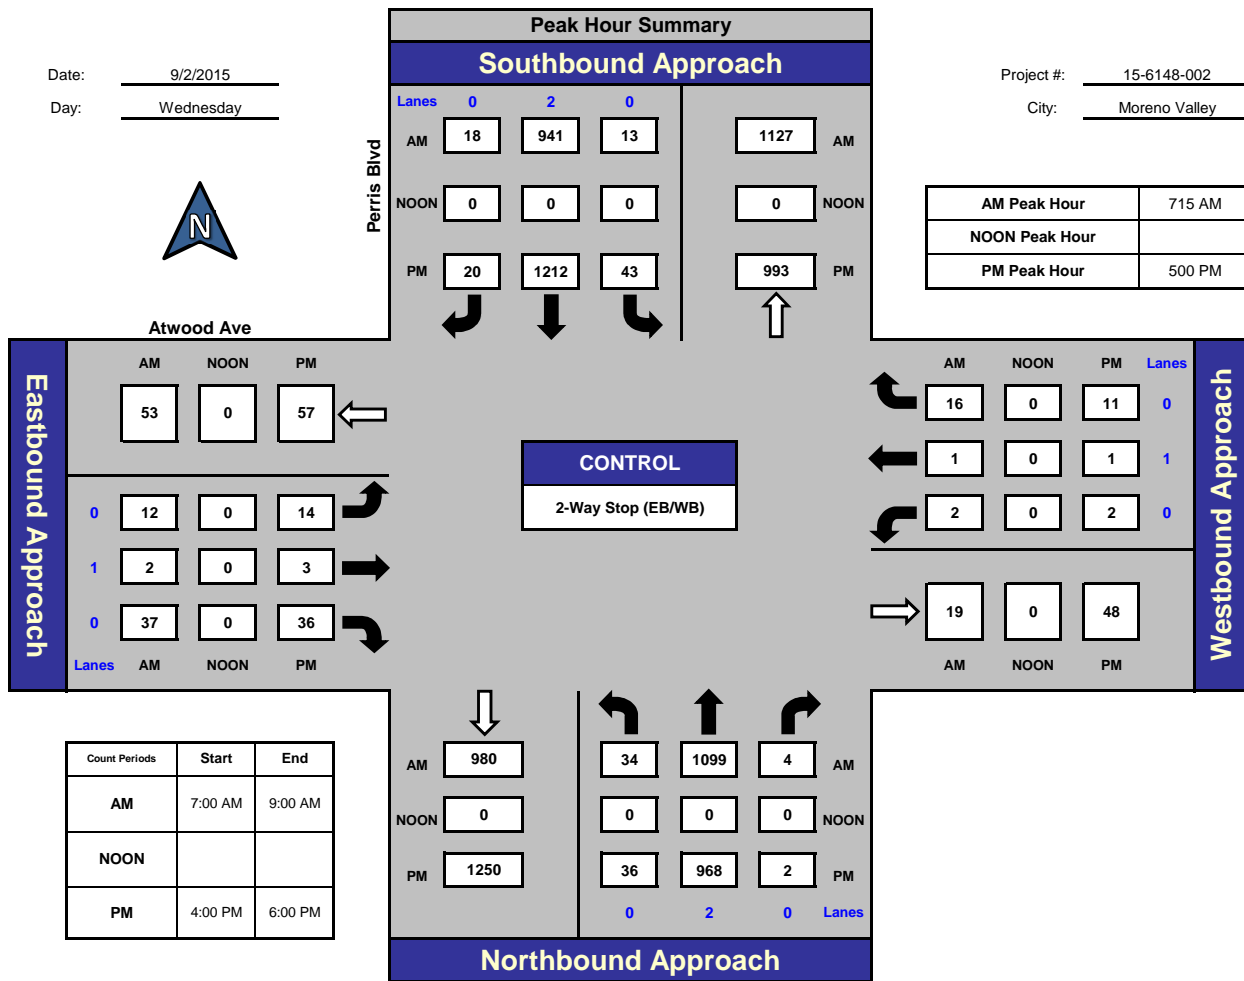 Peak Hour Summary
Southbound Approach
Date: 9/2/2015
Day: Wednesday
Project #: 15-6148-002
City: Moreno Valley
N
Perris Blvd
Lanes 0 2 0
AM 18 941 13 1127 AM
NOON 0 0 0 0 NOON
PM 20 1212 43 993 PM
AM Peak Hour 715 AM
NOON Peak Hour
PM Peak Hour 500 PM
Atwood Ave
Eastbound Approach
AM NOON PM
53 0 57
0 12 0 14
1 2 0 3
0 37 0 36
Lanes AM NOON PM
CONTROL
2-Way Stop (EB/WB)
AM NOON PM Lanes
16 0 11 0
1 0 1 1
2 0 2 0
19 0 48
AM NOON PM
Westbound Approach
Count Periods Start End
AM 7:00 AM 9:00 AM
NOON
PM 4:00 PM 6:00 PM
AM 980 34 1099 4 AM
NOON 0 0 0 0 NOON
PM 1250 36 968 2 PM
0 2 0 Lanes
Northbound Approach